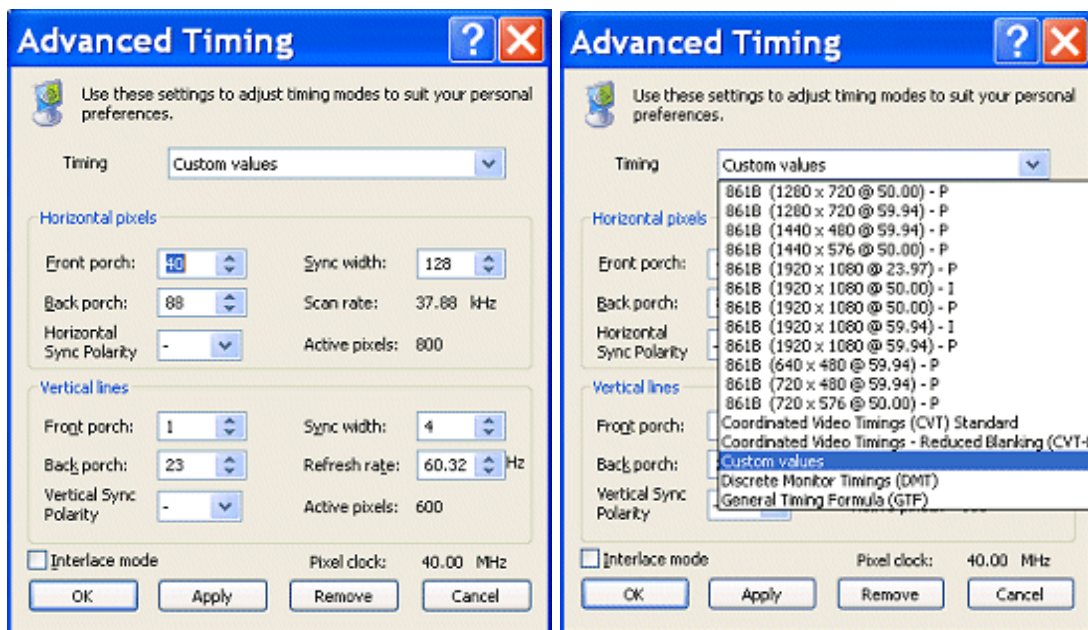 Advanced Timing
Use these settings to adjust timing modes to suit your personal
preferences.
Timing Custom values
Horizontal pixels
Front porch: 40 Sync width: 128
Back porch: 88 Scan rate: 37.88 kHz
Horizontal
Sync Polarity - Active pixels: 800
Vertical lines
Front porch: 1 Sync width: 4
Back porch: 23 Refresh rate: 60.32 Hz
Vertical Sync
Polarity - Active pixels: 600
Interlace mode Pixel clock: 40.00 MHz
OK Apply Remove Cancel
Advanced Timing
Use these settings to adjust timing modes to suit your personal
preferences.
Timing Custom values
861B (1280 x 720 @ 50.00) - P
861B (1280 x 720 @ 59.94) - P
861B (1440 x 480 @ 59.94) - P
861B (1440 x 576 @ 50.00) - P
861B (1920 x 1080 @ 23.97) - P
861B (1920 x 1080 @ 50.00) - I
861B (1920 x 1080 @ 50.00) - P
861B (1920 x 1080 @ 59.94) - I
861B (1920 x 1080 @ 59.94) - P
861B (640 x 480 @ 59.94) - P
861B (720 x 480 @ 59.94) - P
861B (720 x 576 @ 50.00) - P
Coordinated Video Timings (CVT) Standard
Coordinated Video Timings - Reduced Blanking (CVT-
Custom values
Discrete Monitor Timings (DMT)
General Timing Formula (GTF)
Horizontal pixels
Front porch:
Back porch:
Horizontal
Sync Polarity -
Vertical lines
Front porch:
Back porch:
Vertical Sync
Polarity -
Interlace mode Pixel clock: 40.00 MHz
OK Apply Remove Cancel